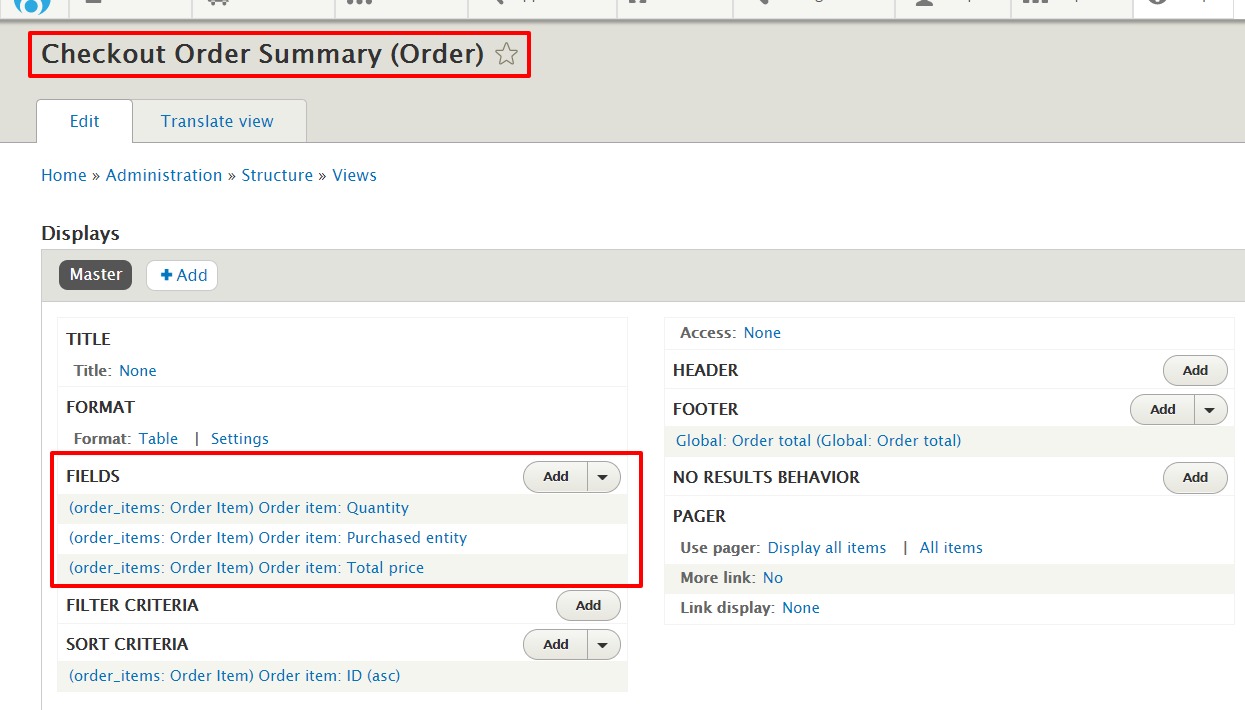 Checkout Order Summary (Order)
Edit
Translate view
Home » Administration » Structure » Views
Displays
Master
Add
TITLE
Title: None
FORMAT
Format: Table | Settings
FIELDS
Add
(order_items: Order Item) Order item: Quantity
(order_items: Order Item) Order item: Purchased entity
(order_items: Order Item) Order item: Total price
FILTER CRITERIA
Add
SORT CRITERIA
Add
(order_items: Order Item) Order item: ID (asc)
Access: None
HEADER
Add
FOOTER
Add
Global: Order total (Global: Order total)
NO RESULTS BEHAVIOR
Add
PAGER
Use pager: Display all items | All items
More link: No
Link display: None